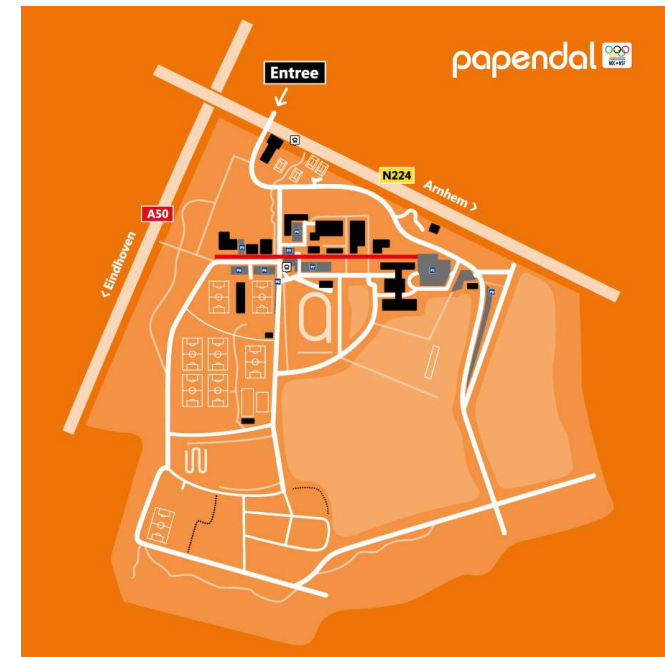 papendal
NOC*NSF
Entree
N224
Arnhem >
A50
< Eindhoven